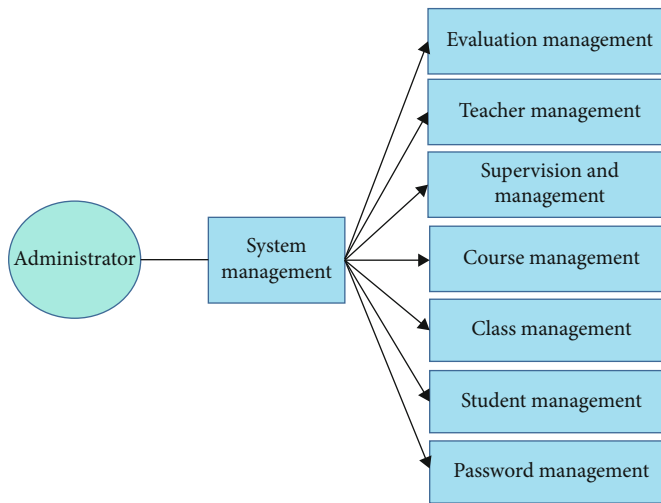 Administrator
System
management
Evaluation management
Teacher management
Supervision and
management
Course management
Class management
Student management
Password management